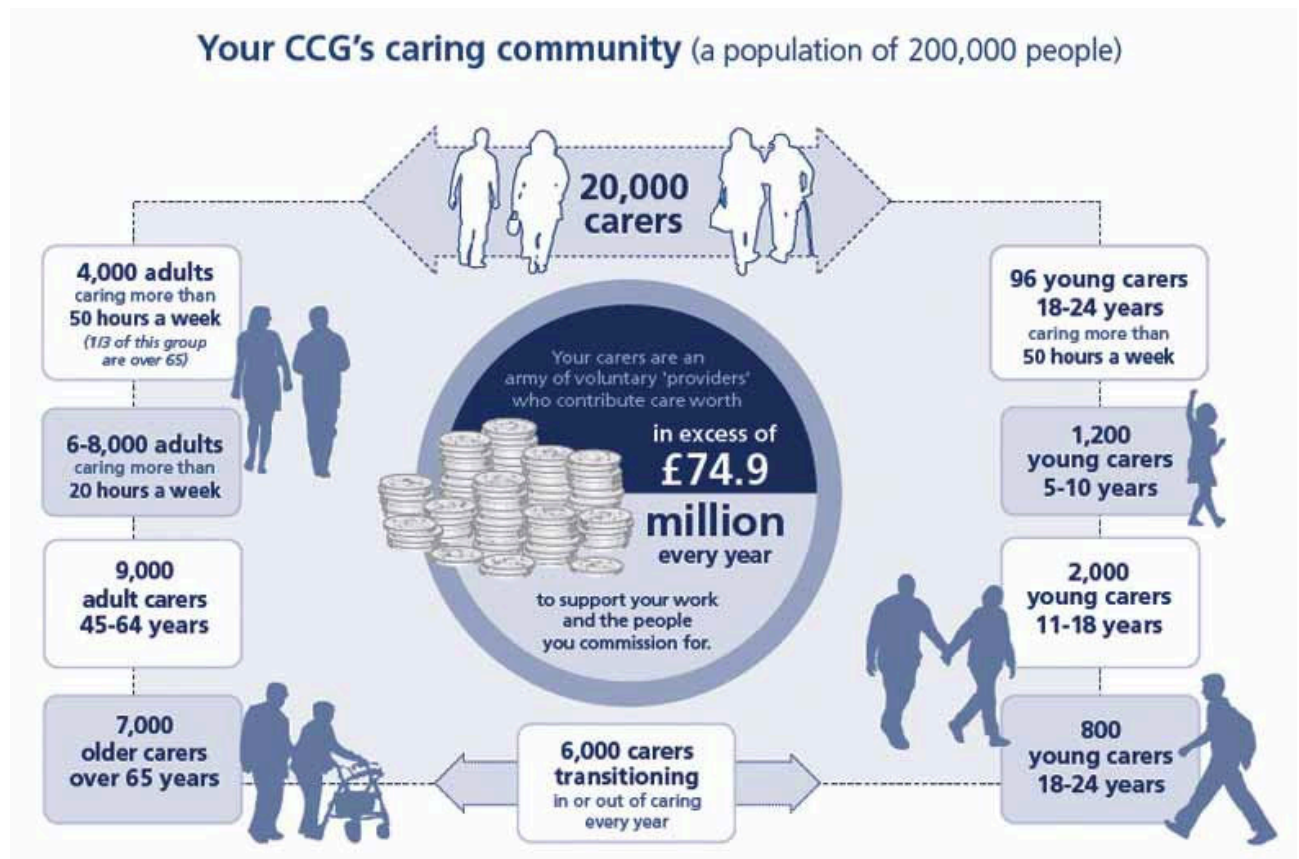 Your CCG's caring community (a population of 200,000 people)
20,000
carers
4,000 adults
caring more than
50 hours a week
(1/3 of this group
are over 65)
6-8,000 adults
caring more than
20 hours a week
9,000
adult carers
45-64 years
7,000
older carers
over 65 years
Your carers are an
army of voluntary 'providers'
who contribute care worth
in excess of
£74.9
million
every year
to support your work
and the people
you commission for.
6,000 carers
transitioning
in or out of caring
every year
96 young carers
18-24 years
caring more than
50 hours a week
1,200
young carers
5-10 years
2,000
young carers
11-18 years
800
young carers
18-24 years